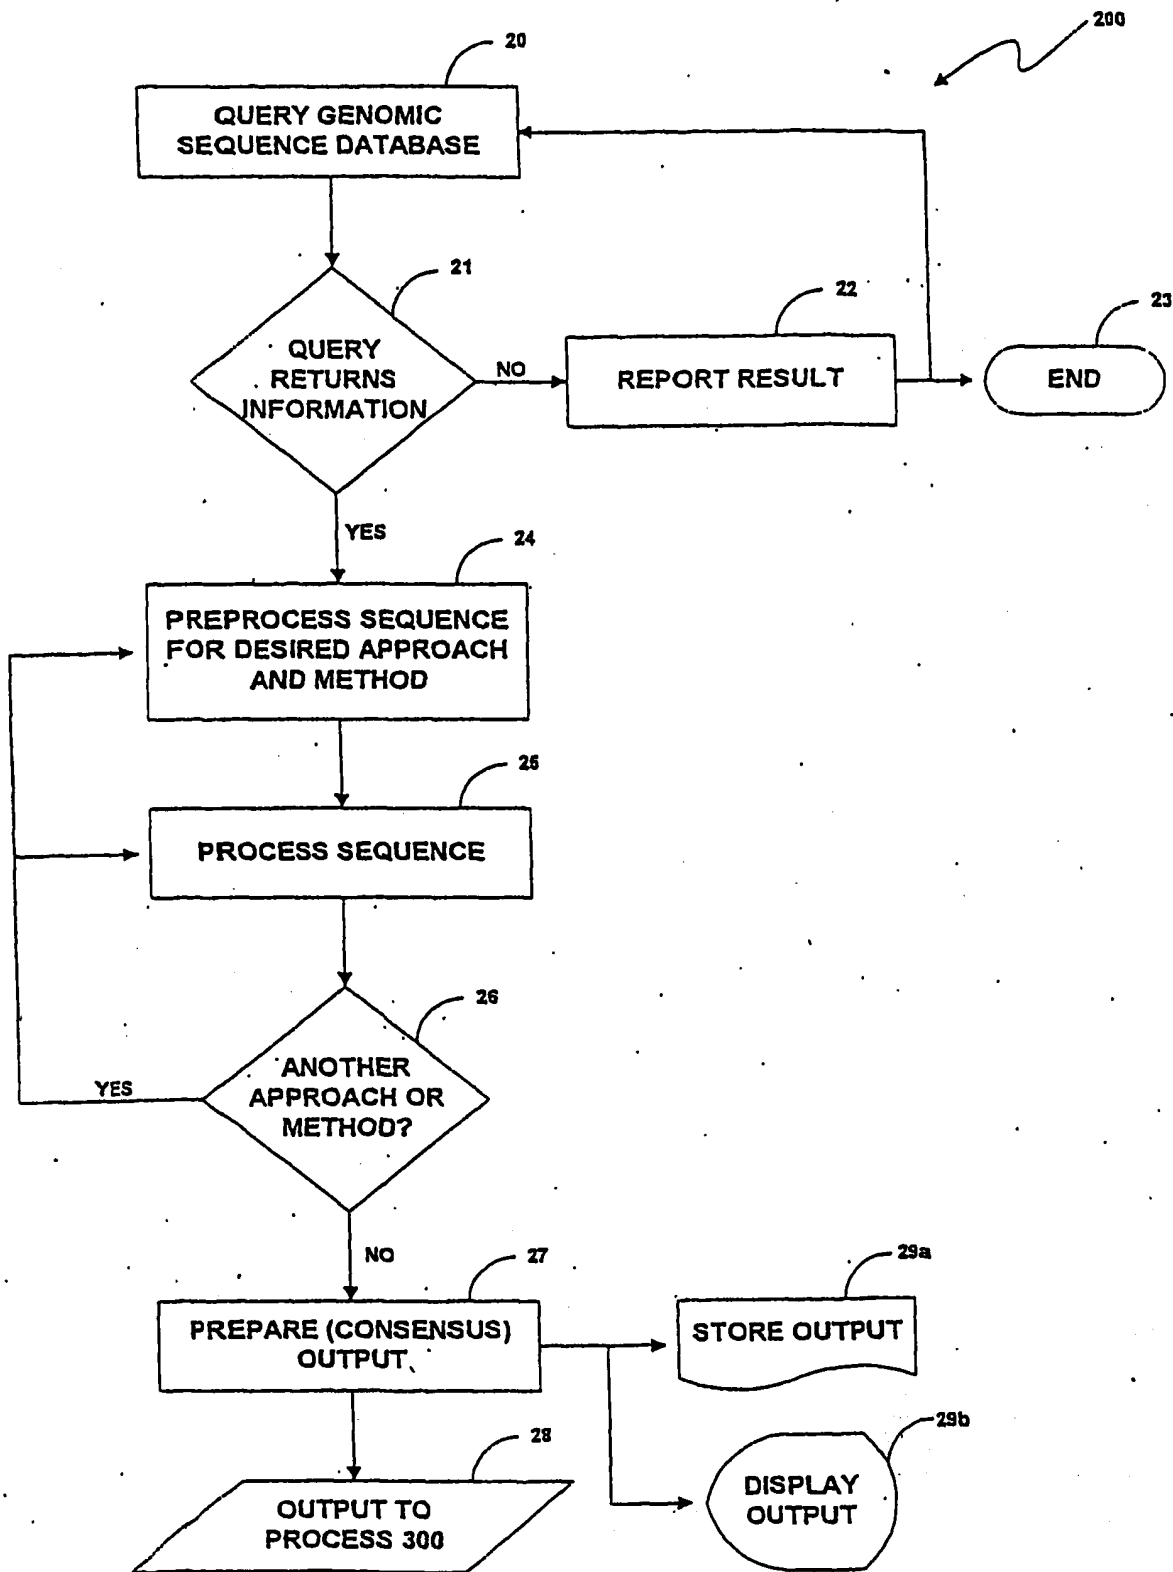 200
20
QUERY GENOMIC
SEQUENCE DATABASE
21
QUERY
RETURNS
INFORMATION
NO
22
REPORT RESULT
23
END
YES
24
PREPROCESS SEQUENCE
FOR DESIRED APPROACH
AND METHOD
25
PROCESS SEQUENCE
26
ANOTHER
APPROACH OR
METHOD?
YES
NO
27
PREPARE (CONSENSUS)
OUTPUT
29a
STORE OUTPUT
28
OUTPUT TO
PROCESS 300
29b
DISPLAY
OUTPUT